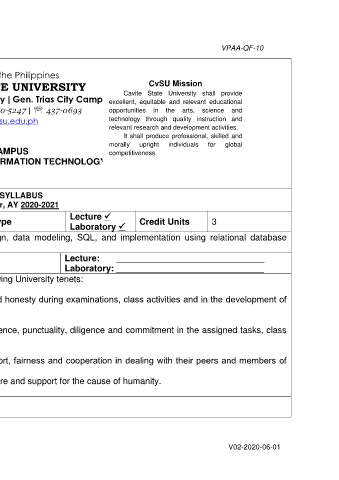 VPAA-QF-10
the Philippines
E UNIVERSITY
y | Gen. Trias City Camp
0-5247 | ☏ 437-0693
su.edu.ph
AMPUS
ORMATION TECHNOLOGY
CvSU Mission
Cavite State University shall provide
excellent, equitable and relevant educational
opportunities in the arts, science and
technology through quality instruction and
relevant research and development activities.
It shall produce professional, skilled and
morally upright individuals for global
competitiveness.
SYLLABUS
r, AY 2020-2021
ype
Lecture ✓
Laboratory ✓
Credit Units
3
gn, data modeling, SQL, and implementation using relational database
Lecture:
Laboratory:
wing University tenets:
d honesty during examinations, class activities and in the development of
ence, punctuality, diligence and commitment in the assigned tasks, class
ort, fairness and cooperation in dealing with their peers and members of
re and support for the cause of humanity.
V02-2020-06-01